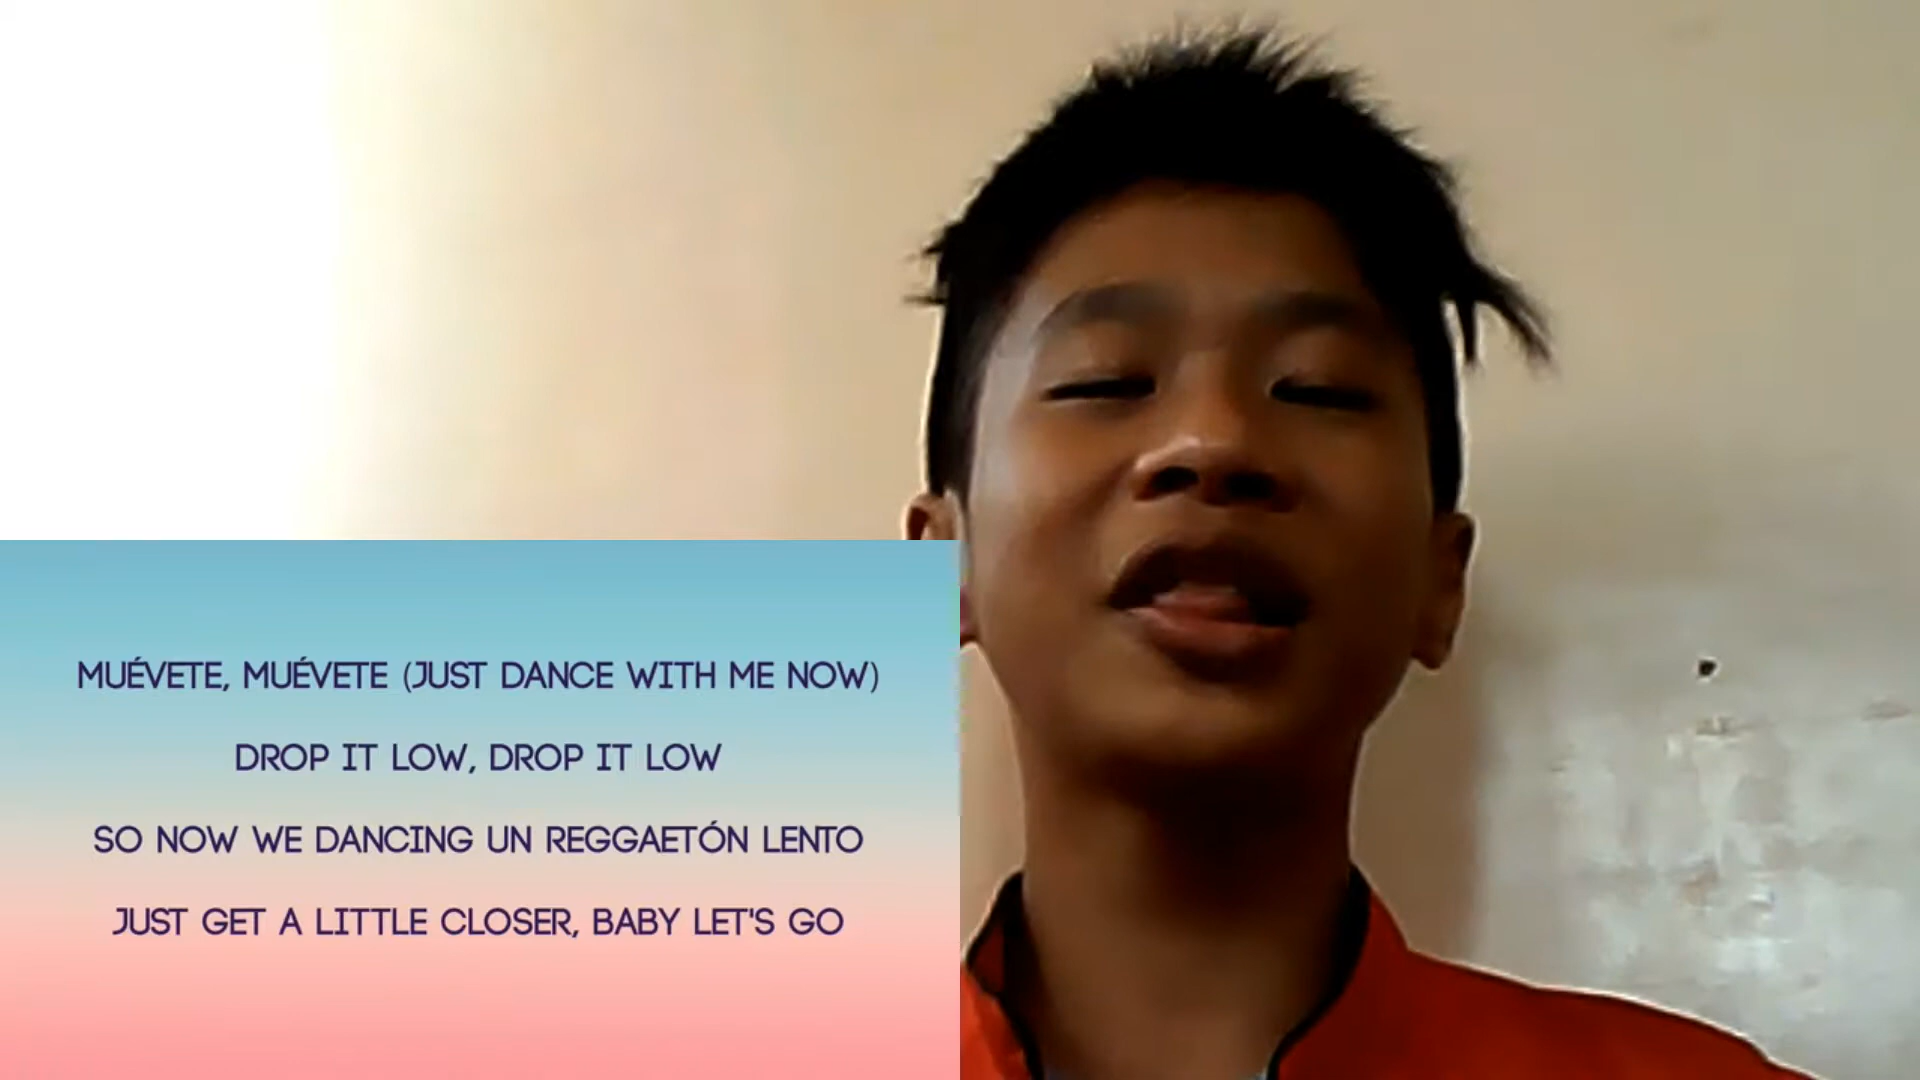 MUÉVETE, MUÉVETE (JUST DANCE WITH ME NOW)
DROP IT LOW, DROP IT LOW
SO NOW WE DANCING UN REGGAETÓN LENTO
JUST GET A LITTLE CLOSER, BABY LET'S GO